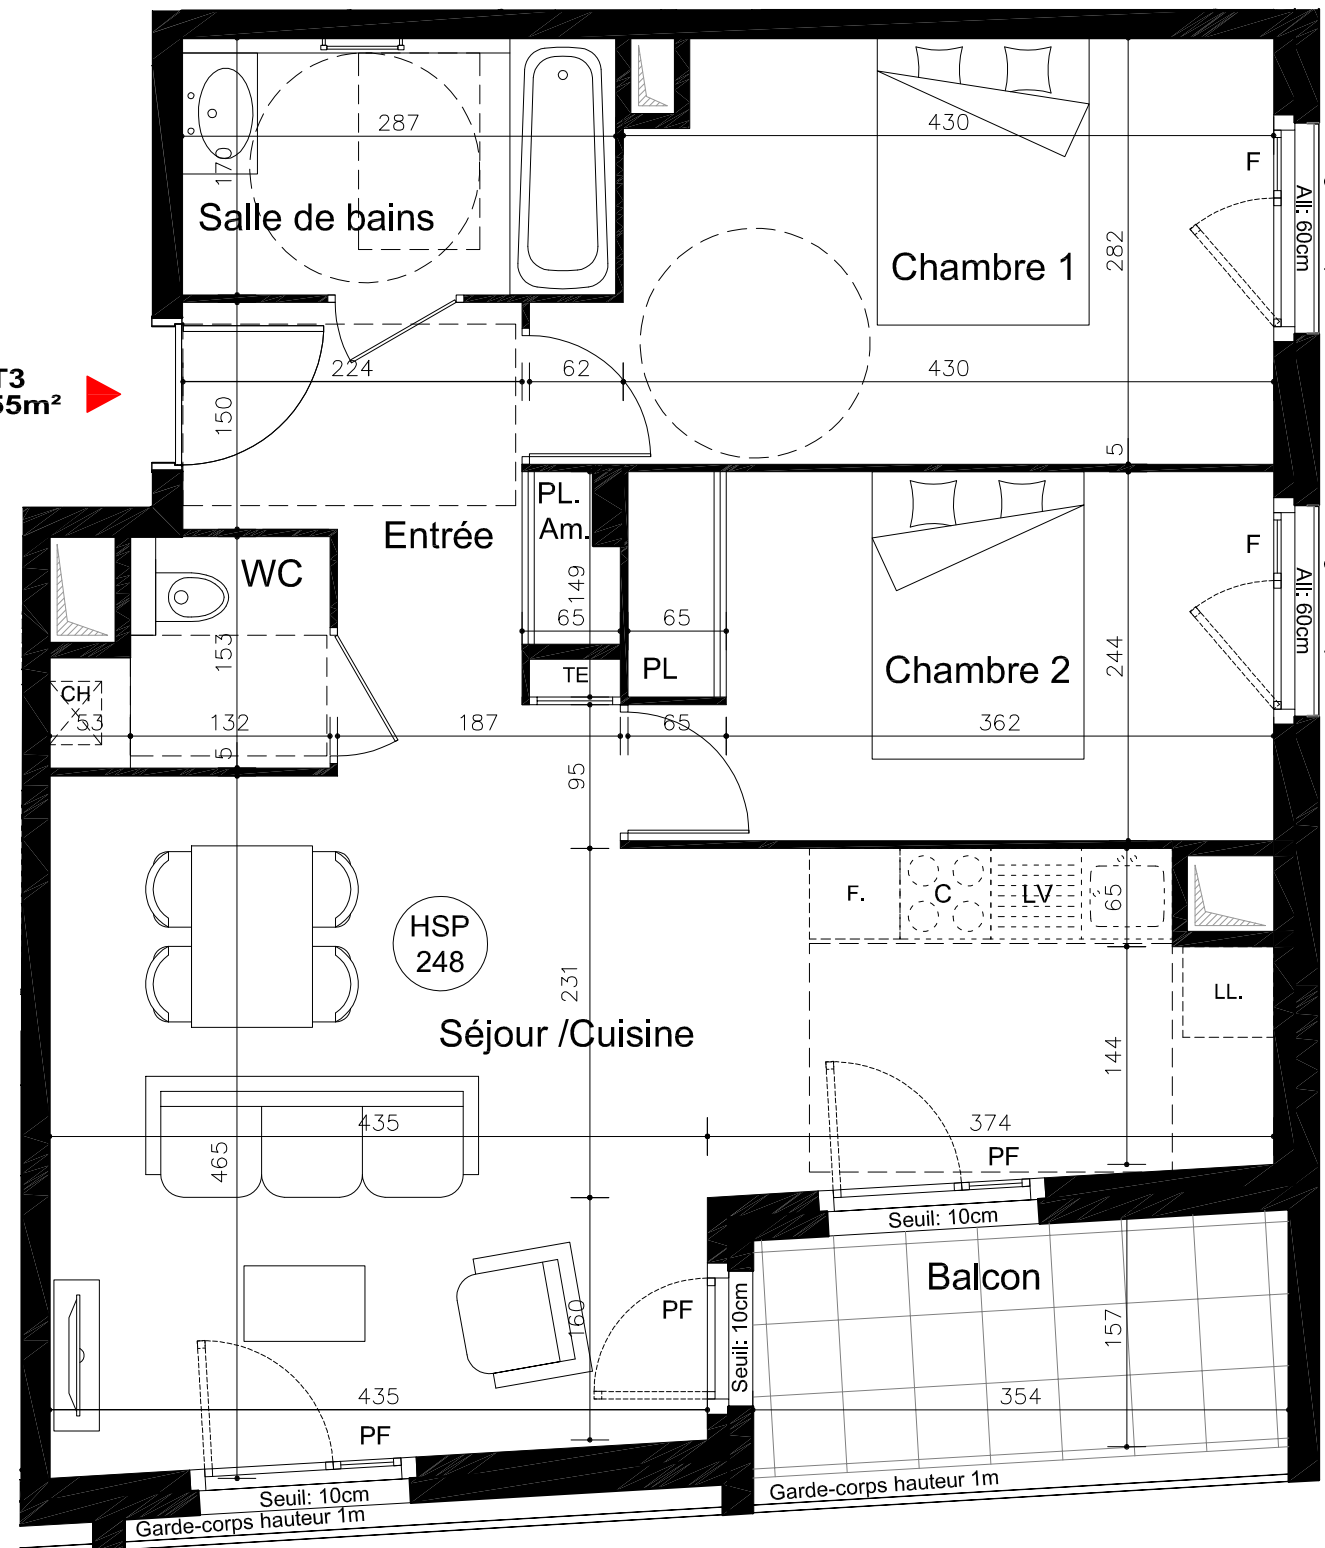 287
430
170
F
Salle de bains
282
All: 60cm
Chambre 1
T3
224
62
430
150
5
PL.
Am.
Entrée
F
WC
149
All: 60cm
65
65
153
244
TE
PL
Chambre 2
CH
53
132
187
65
362
5
95
F.
C
LV
65
HSP
248
231
LL.
Séjour /Cuisine
144
435
374
465
PF
Seuil: 10cm
Balcon
160
PF
Seuil: 10cm
157
435
354
PF
Seuil: 10cm
Garde-corps hauteur 1m
Garde-corps hauteur 1m